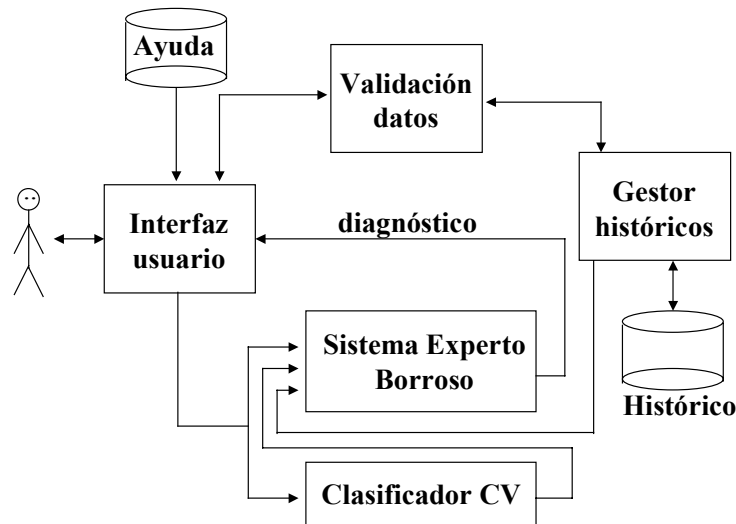 Ayuda
Validación
datos
Gestor
históricos
Interfaz
usuario
diagnóstico
Sistema Experto
Borroso
Histórico
Clasificador CV